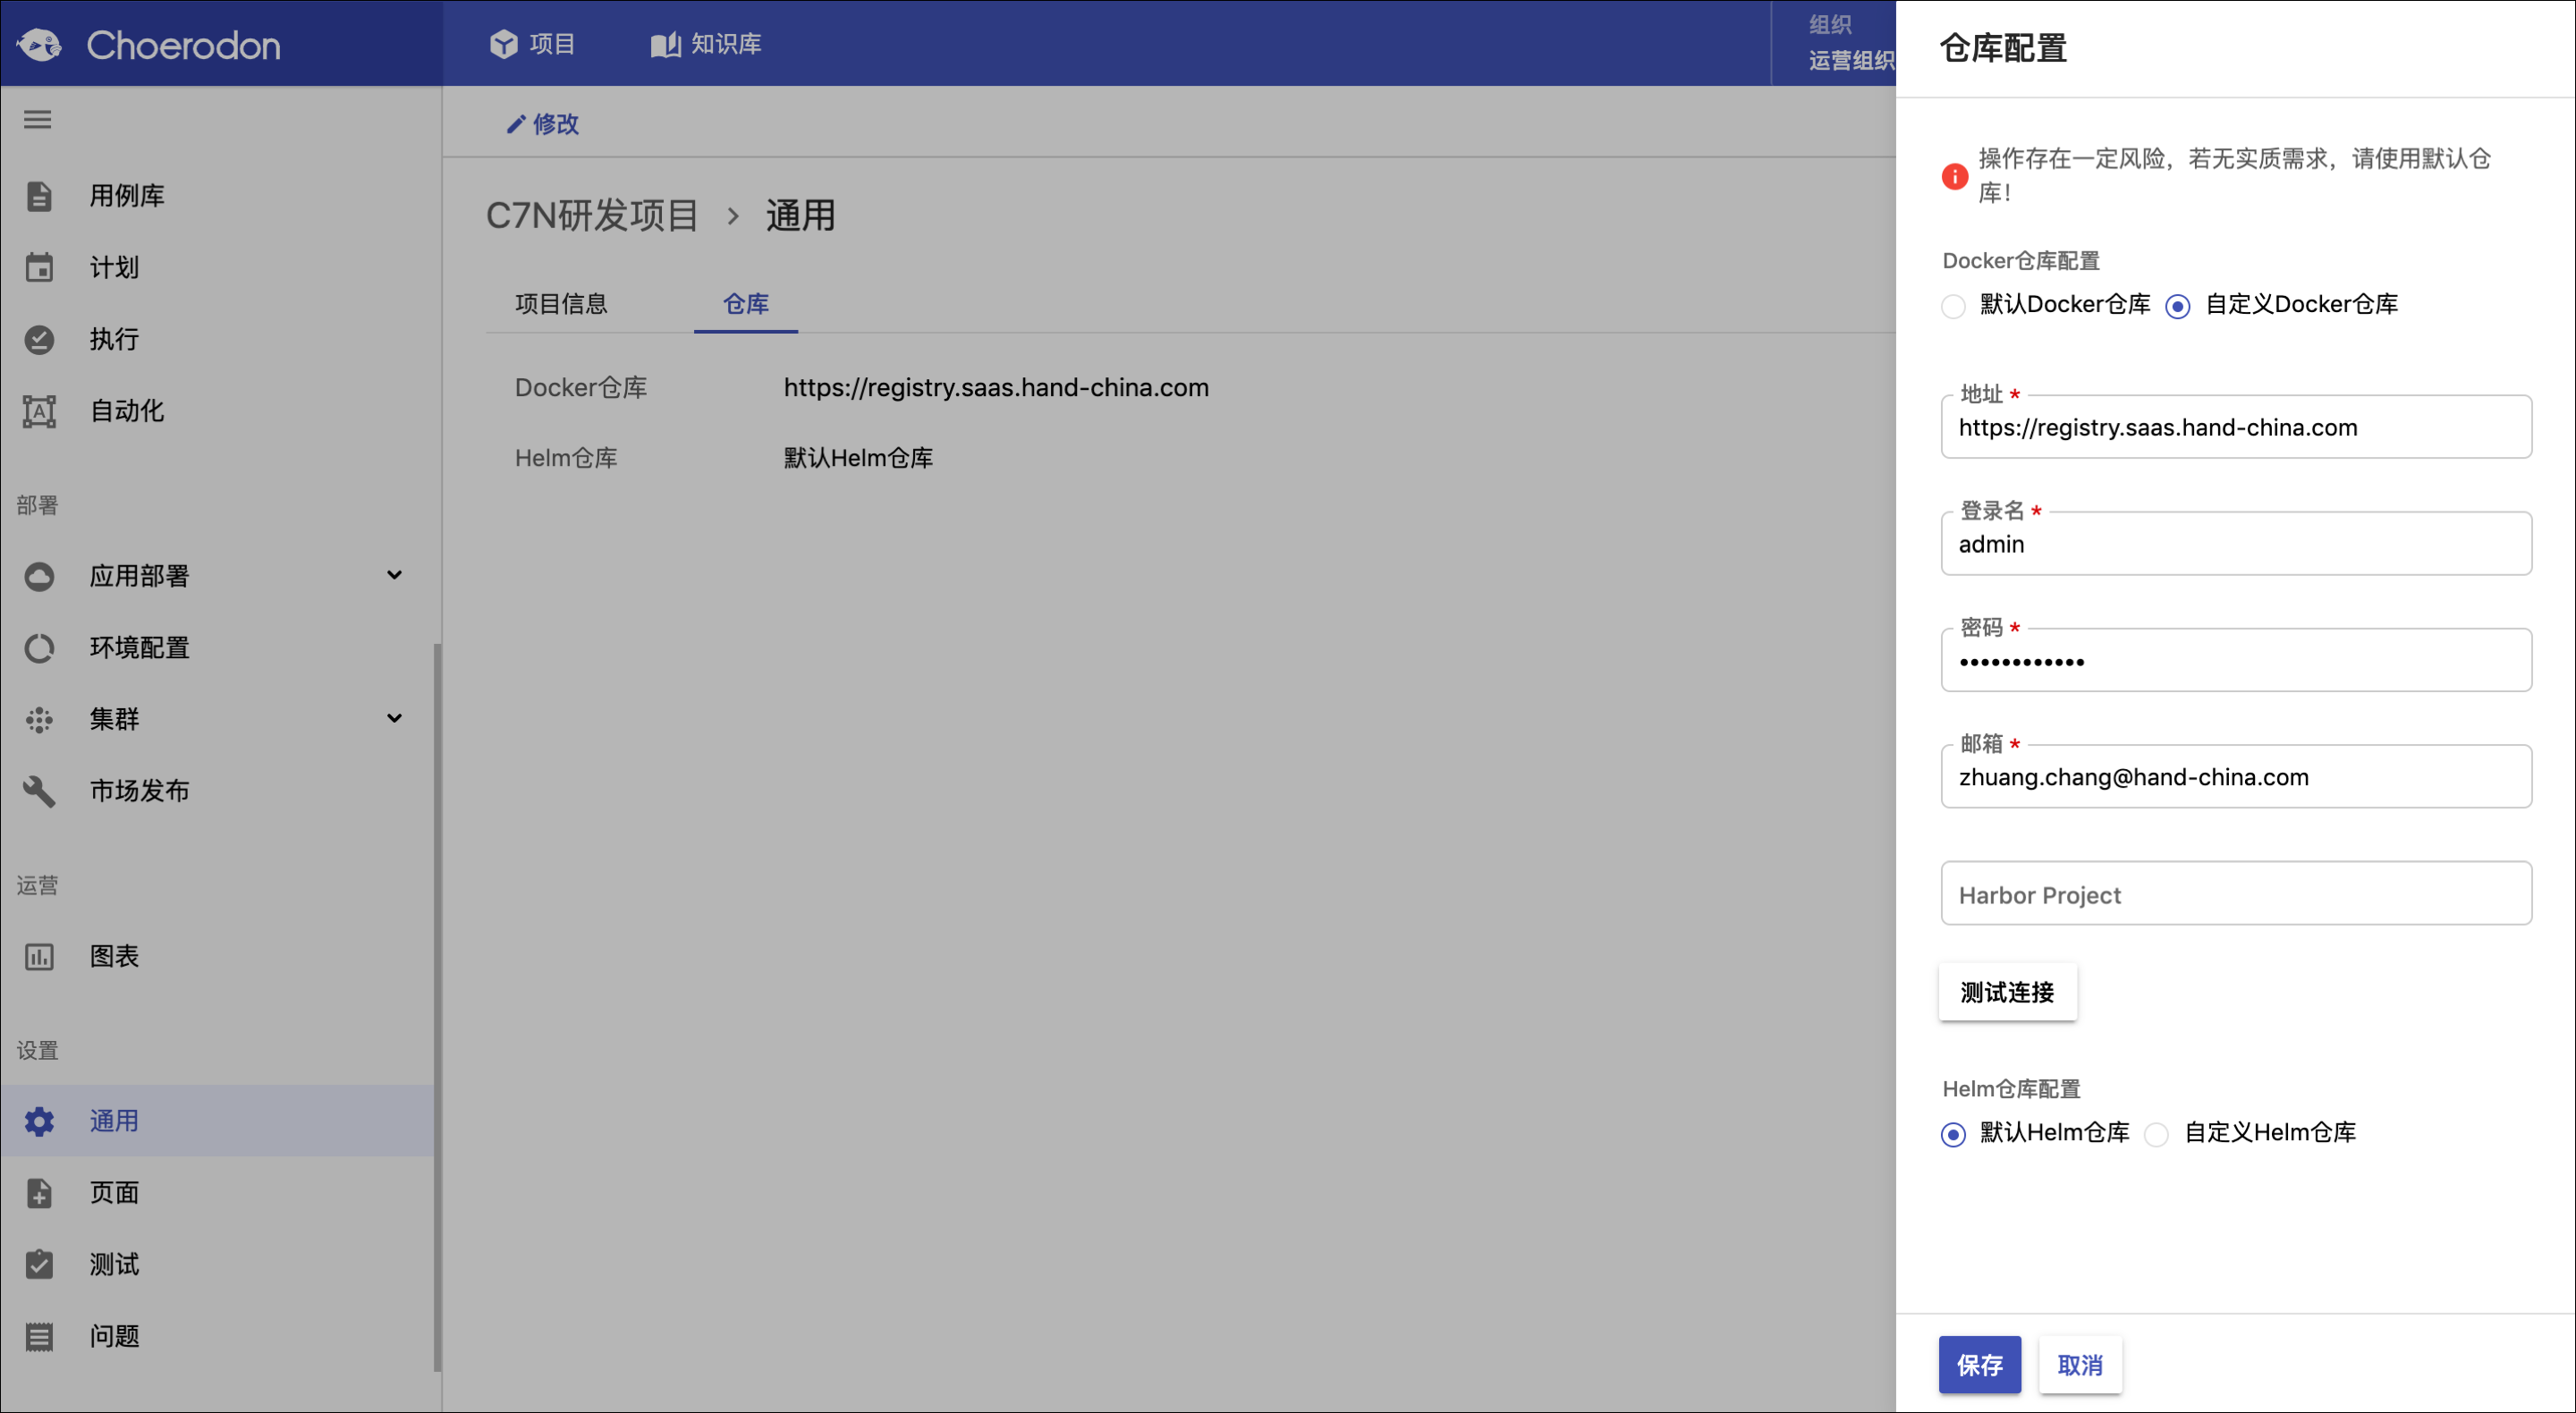 Choerodon
项目
知识库
组织
运营组织
用例库
计划
执行
自动化
部署
应用部署
环境配置
集群
市场发布
运营
图表
设置
通用
页面
测试
问题
修改
C7N研发项目 › 通用
项目信息
仓库
Docker仓库
https://registry.saas.hand-china.com
Helm仓库
默认Helm仓库
仓库配置
操作存在一定风险，若无实质需求，请使用默认仓
库！
Docker仓库配置
默认Docker仓库
自定义Docker仓库
地址 *
https://registry.saas.hand-china.com
登录名 *
admin
密码 *
••••••••••••
邮箱 *
zhuang.chang@hand-china.com
Harbor Project
测试连接
Helm仓库配置
默认Helm仓库
自定义Helm仓库
保存
取消